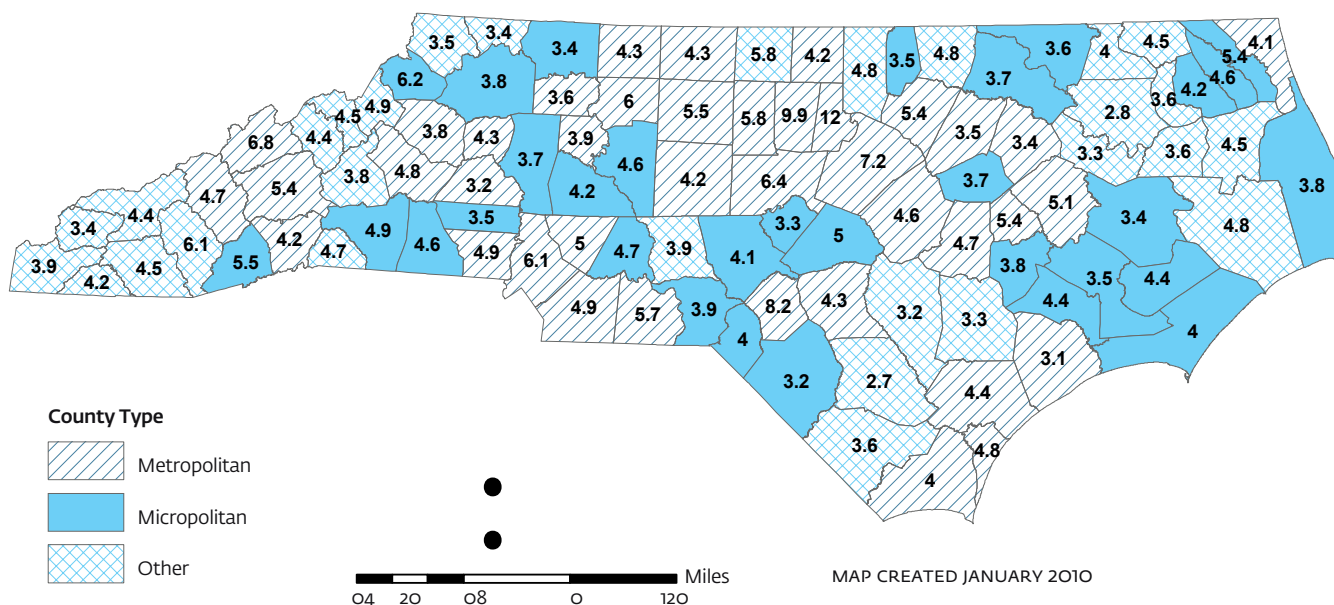 3.5 3.4 3.4 4.3 4.3 5.8 4.2 4.8 3.5 4.8 3.7 3.6 4 4.5 5.4 4.1
6.2 3.8 3.6 6 5.5 5.8 9.9 12 5.4 3.5 3.4 2.8 3.6 4.2 4.6
4.9 4.5 4.4 3.8 4.3 3.9 4.6 7.2 3.3 3.6 4.5 3.8
6.8 4.7 5.4 3.8 4.8 3.2 3.7 4.2 4.2 6.4 3.7 5.1
3.4 4.4 6.1 4.2 4.9 4.6 3.5 4.6 5.4 3.4 4.8
3.9 4.2 4.5 5.5 4.7 4.9 6.1 5 4.7 3.9 4.1 3.3 5 4.7 3.8 3.5 4.4
4.9 5.7 3.9 4 8.2 4.3 3.2 3.3 4.4 4
3.2 2.7 4.4 3.1
3.6 4 4.8
County Type
Metropolitan
Micropolitan
Other
Miles
04 20 08 0 120
MAP CREATED JANUARY 2010